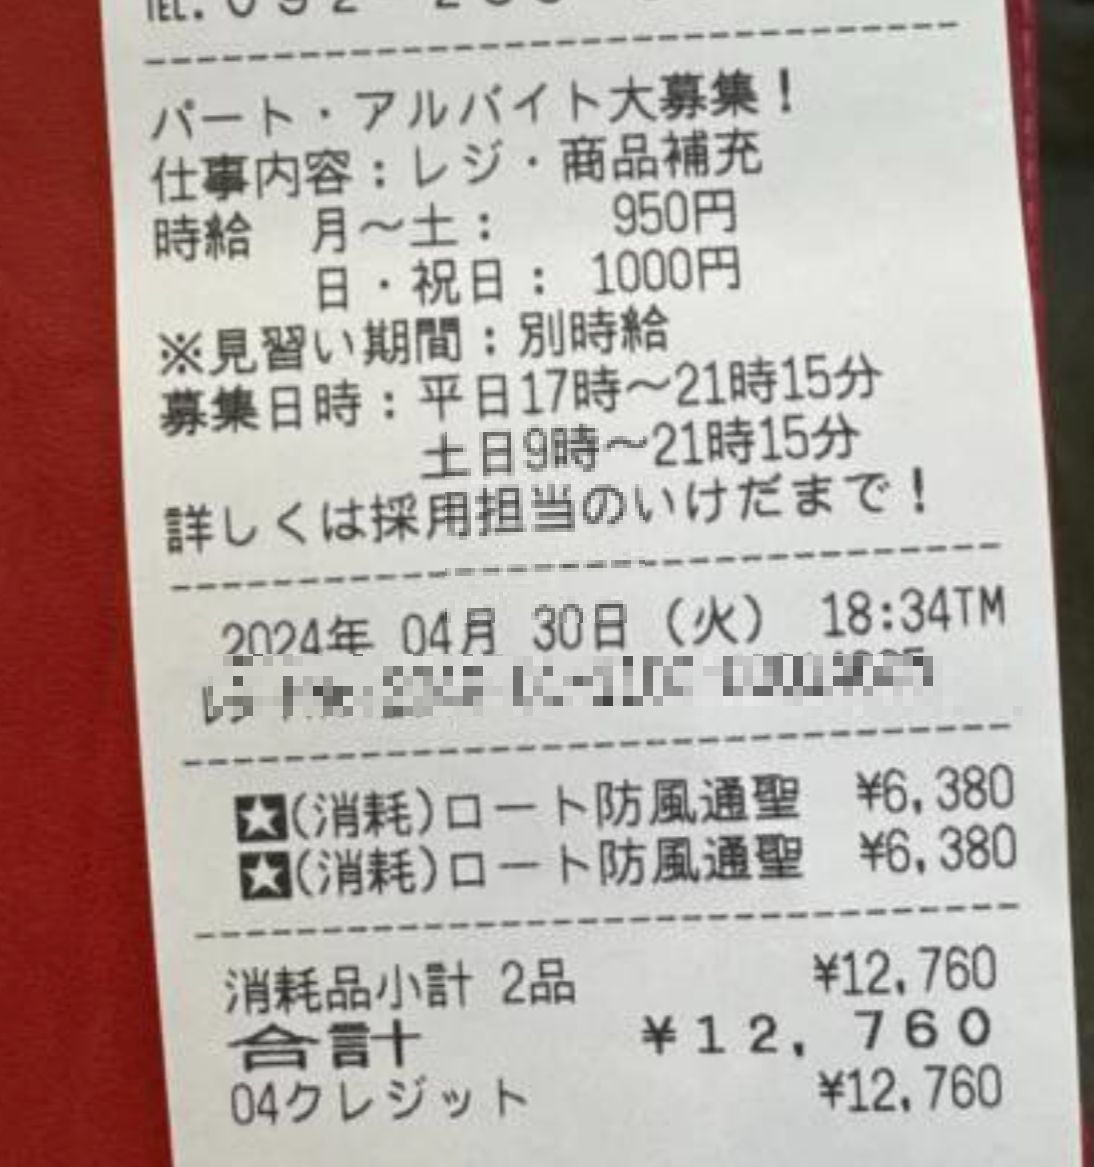 TEL. 092
パート・アルバイト大募集！
仕事内容：レジ・商品補充
時給　月～土：　　950円
日・祝日：　1000円
※見習い期間：別時給
募集日時：平日17時～21時15分
土日9時～21時15分
詳しくは採用担当のいけだまで！
2024年 04月 30日（火） 18:34TM
★(消耗)ロート防風通聖 ¥6,380
★(消耗)ロート防風通聖 ¥6,380
消耗品小計 2品 ¥12,760
合計 ¥12,760
04クレジット ¥12,760